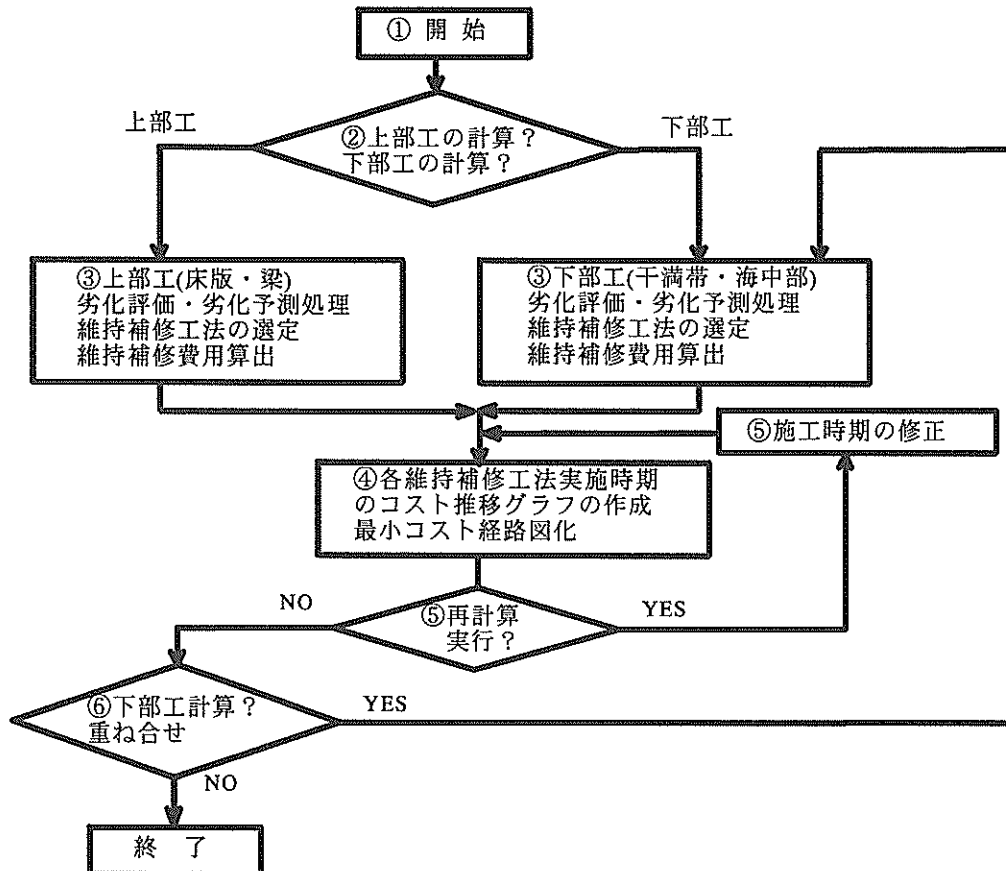 ① 開 始
上部工
②上部工の計算？
下部工の計算？
下部工
③上部工(床版・梁)
劣化評価・劣化予測処理
維持補修工法の選定
維持補修費用算出
③下部工(干満帯・海中部)
劣化評価・劣化予測処理
維持補修工法の選定
維持補修費用算出
⑤施工時期の修正
④各維持補修工法実施時期
のコスト推移グラフの作成
最小コスト経路図化
NO
⑤再計算
実行？
YES
⑥下部工計算？
重ね合せ
YES
NO
終 了